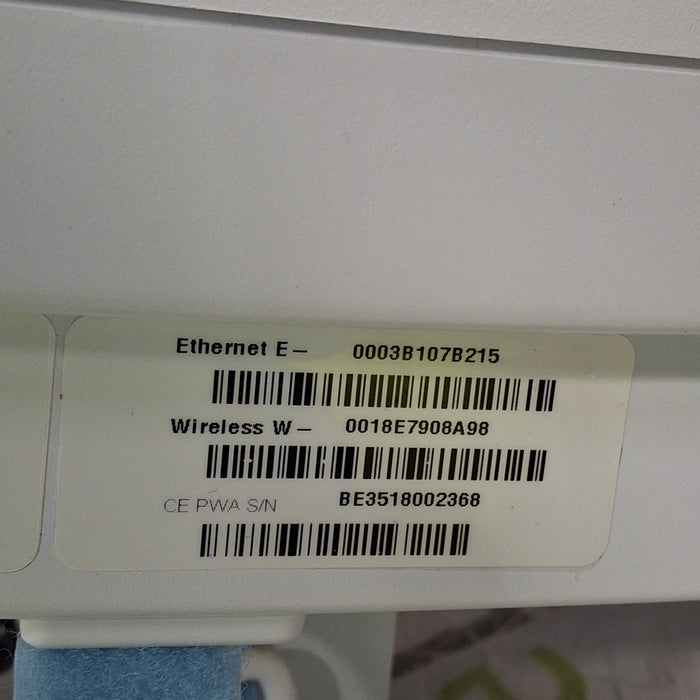 Ethernet E– 0003B107B215
Wireless W– 0018E7908A98
CE PWA S/N BE3518002368